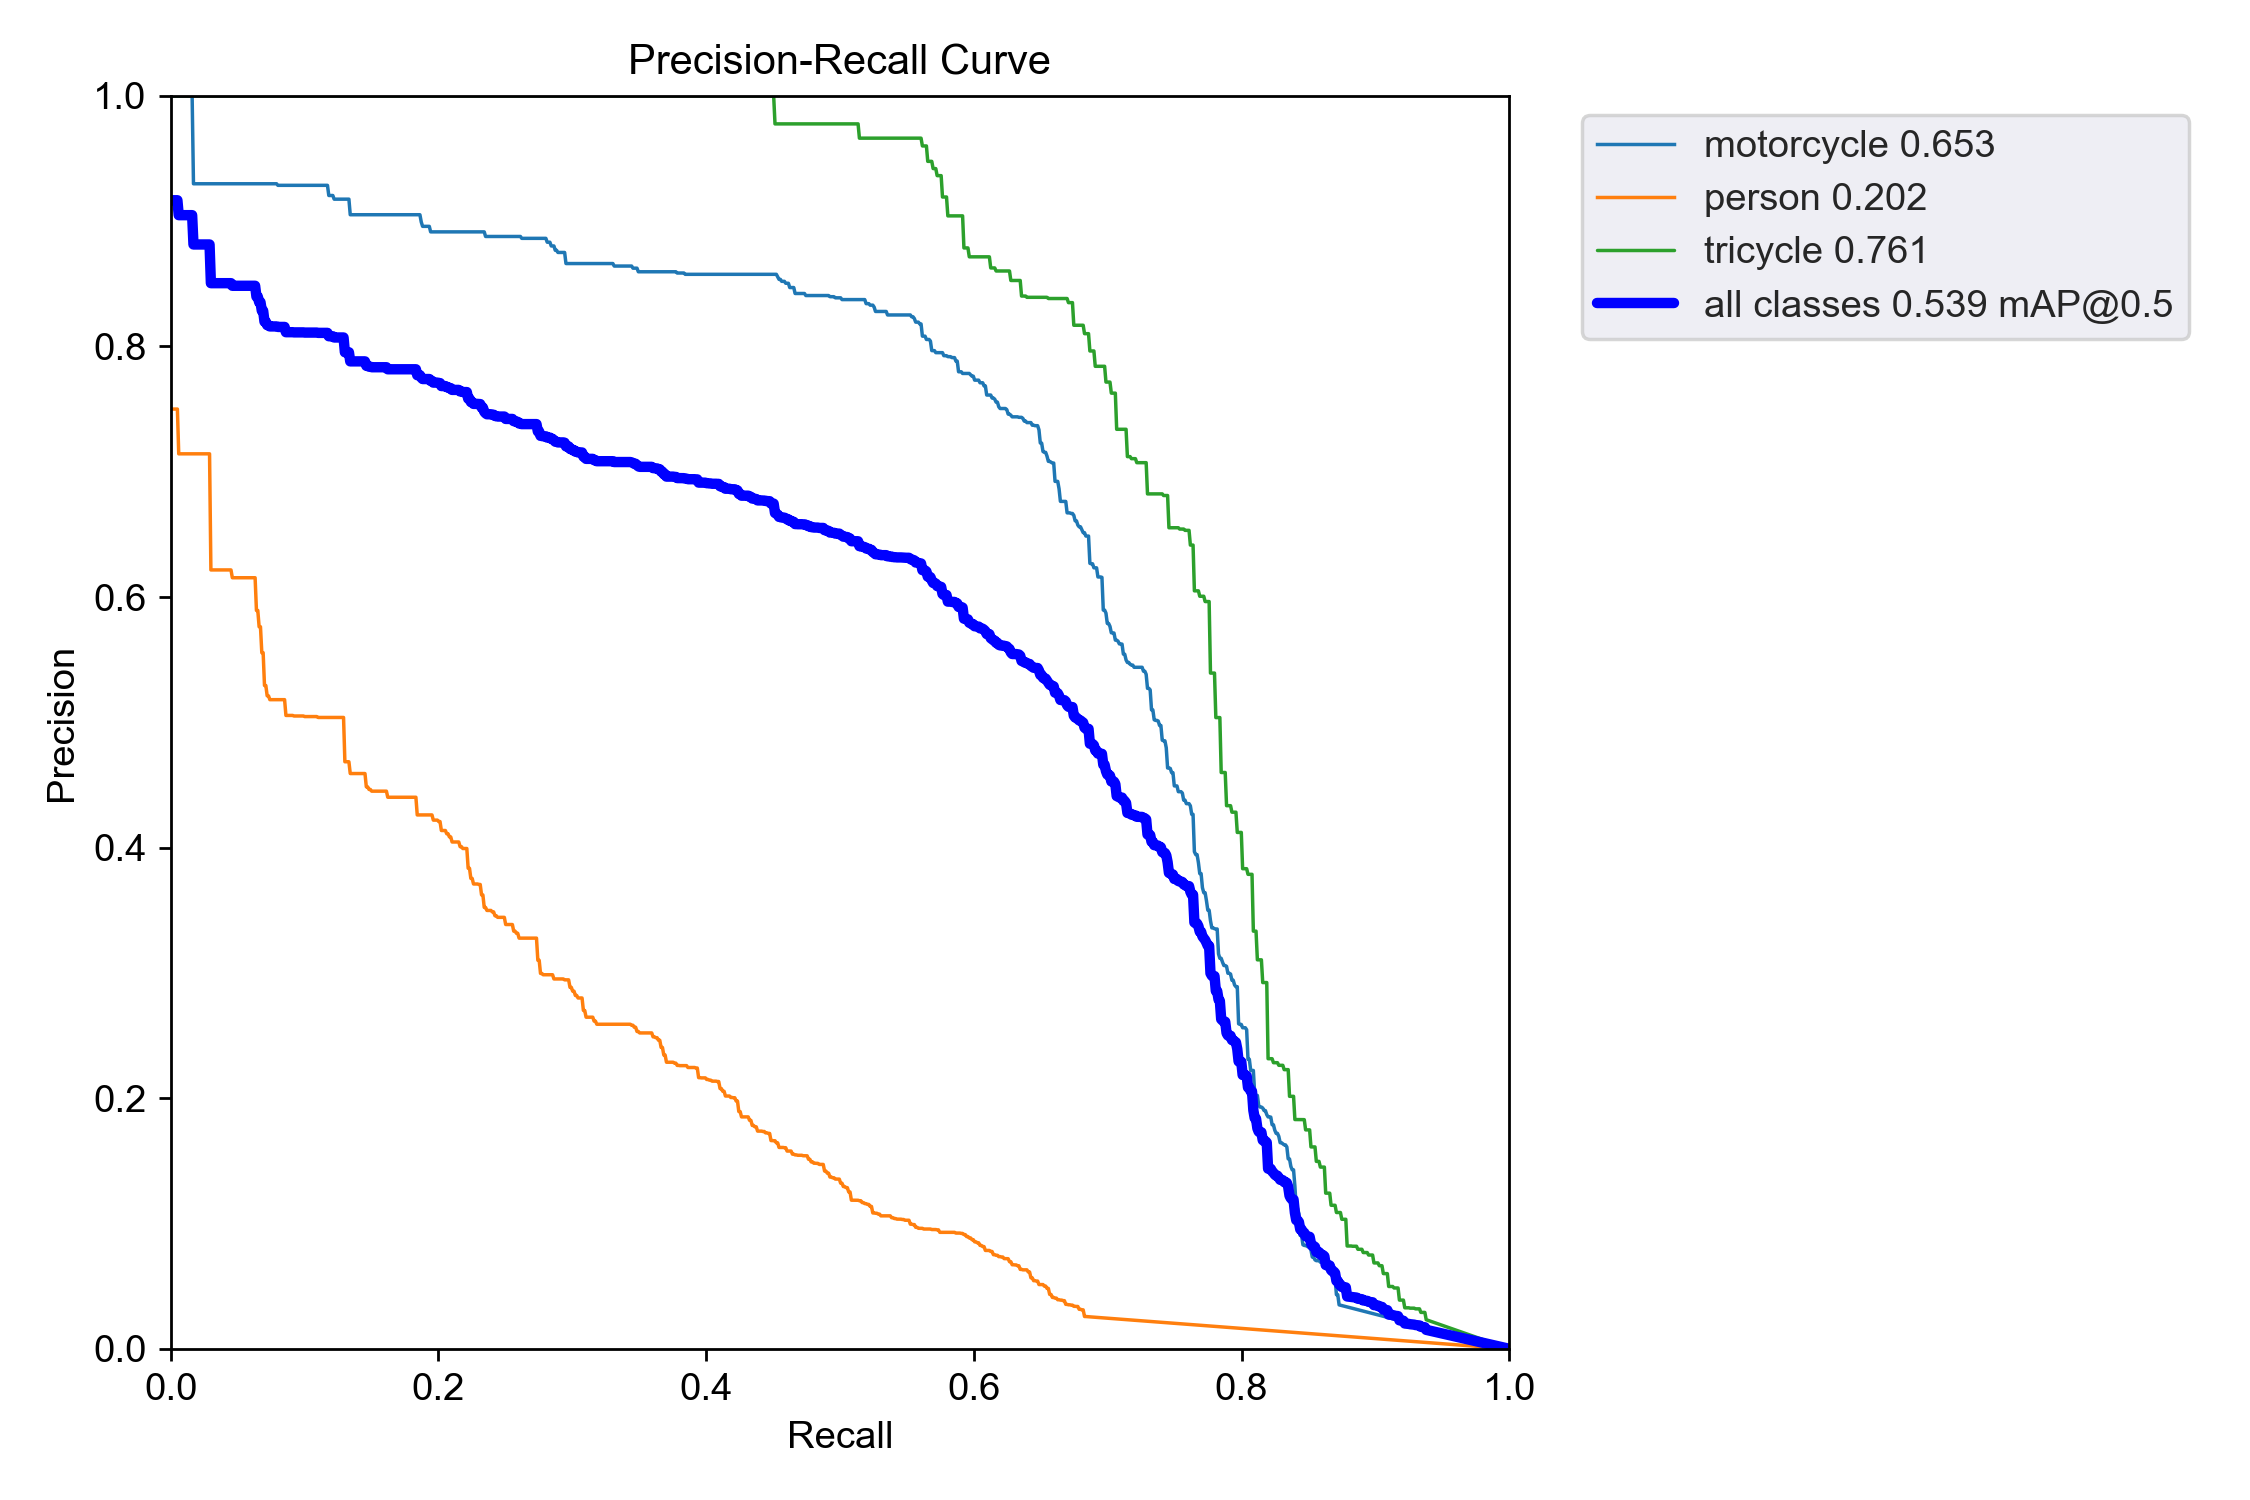 Precision-Recall Curve
1.0
0.8
0.6
0.4
0.2
0.0
Precision
0.0 0.2 0.4 0.6 0.8 1.0
Recall
motorcycle 0.653
person 0.202
tricycle 0.761
all classes 0.539 mAP@0.5